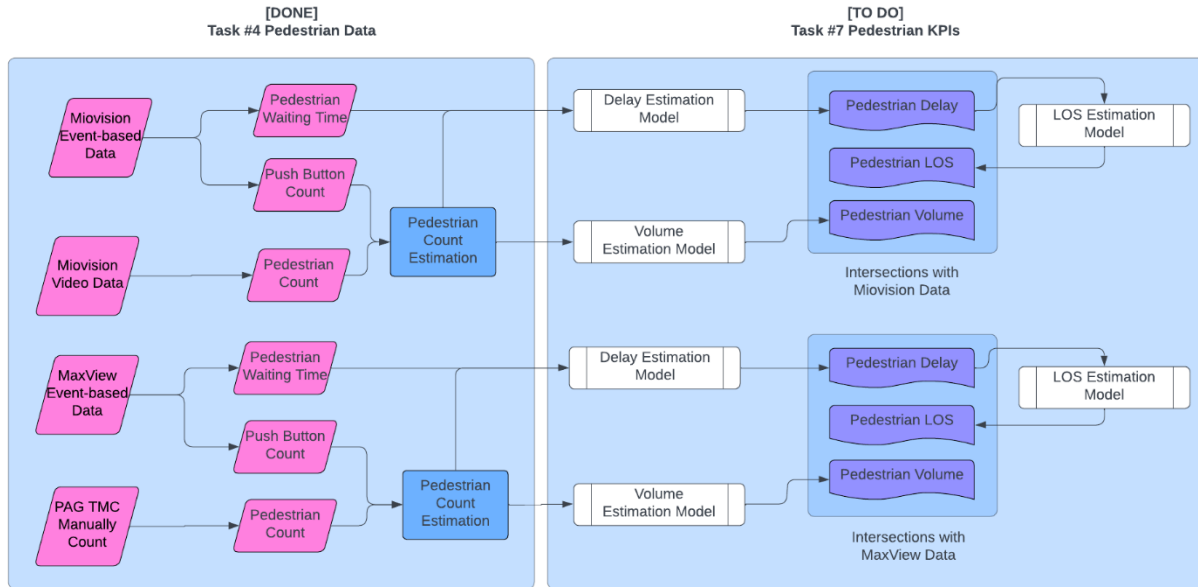 [DONE]
Task #4 Pedestrian Data
[TO DO]
Task #7 Pedestrian KPIs
Miovision
Event-based
Data
Pedestrian
Waiting Time
Push Button
Count
Miovision
Video Data
Pedestrian
Count
Pedestrian
Count
Estimation
Delay Estimation
Model
Volume
Estimation Model
Pedestrian Delay
Pedestrian LOS
Pedestrian Volume
LOS Estimation
Model
Intersections with
Miovision Data
MaxView
Event-based
Data
Pedestrian
Waiting Time
Push Button
Count
PAG TMC
Manually
Count
Pedestrian
Count
Pedestrian
Count
Estimation
Delay Estimation
Model
Volume
Estimation Model
Pedestrian Delay
Pedestrian LOS
Pedestrian Volume
LOS Estimation
Model
Intersections with
MaxView Data